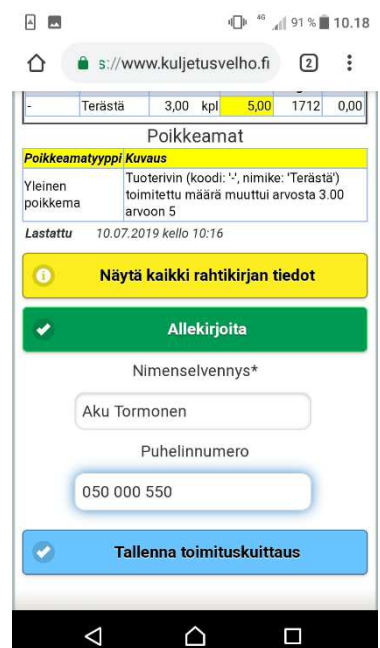 46 91 % 10.18
s://www.kuljetusvelho.fi 2
- Terästä 3,00 kpl 5,00 1712 0,00
Poikkeamat
Poikkeamatyyppi Kuvaus
Yleinen poikkema
Tuoterivin (koodi: '-', nimike: 'Terästä')
toimitettu määrä muuttui arvosta 3.00
arvoon 5
Lastattu 10.07.2019 kello 10:16
Näytä kaikki rahtikirjan tiedot
Allekirjoita
Nimenselvennys*
Aku Tormonen
Puhelinnumero
050 000 550
Tallenna toimituskuittaus